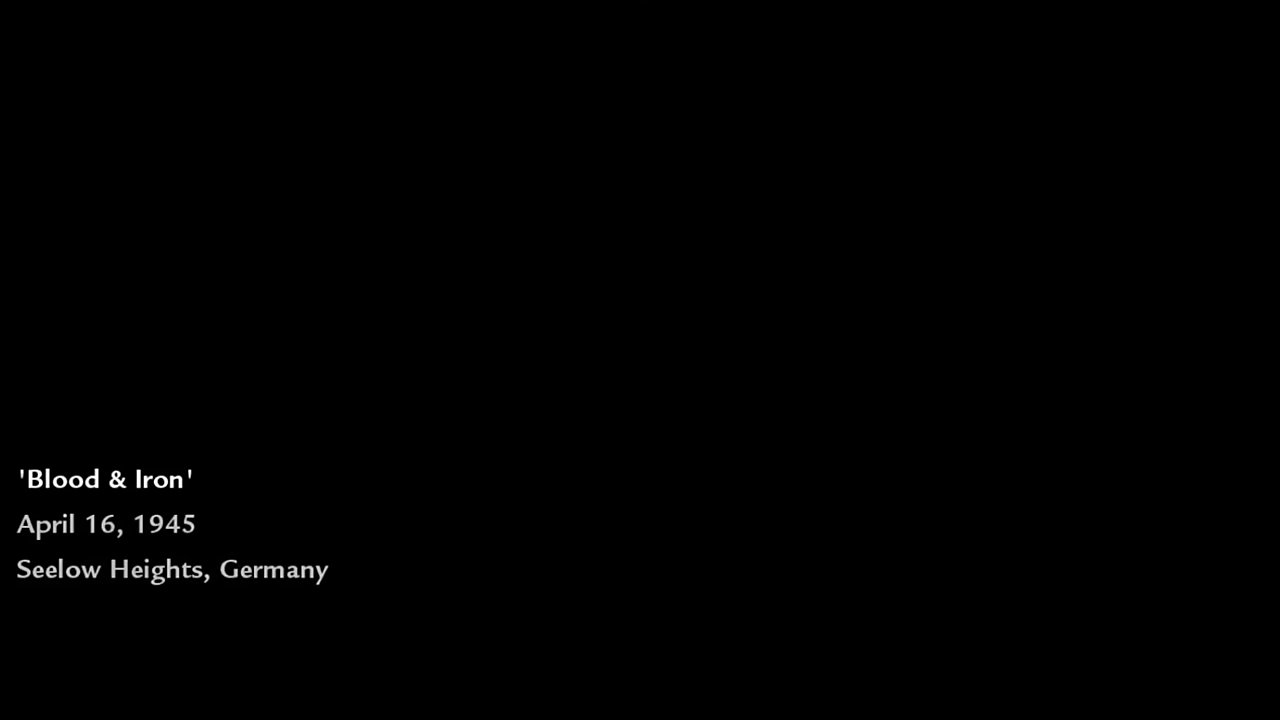 'Blood & Iron'
April 16, 1945
Seelow Heights, Germany